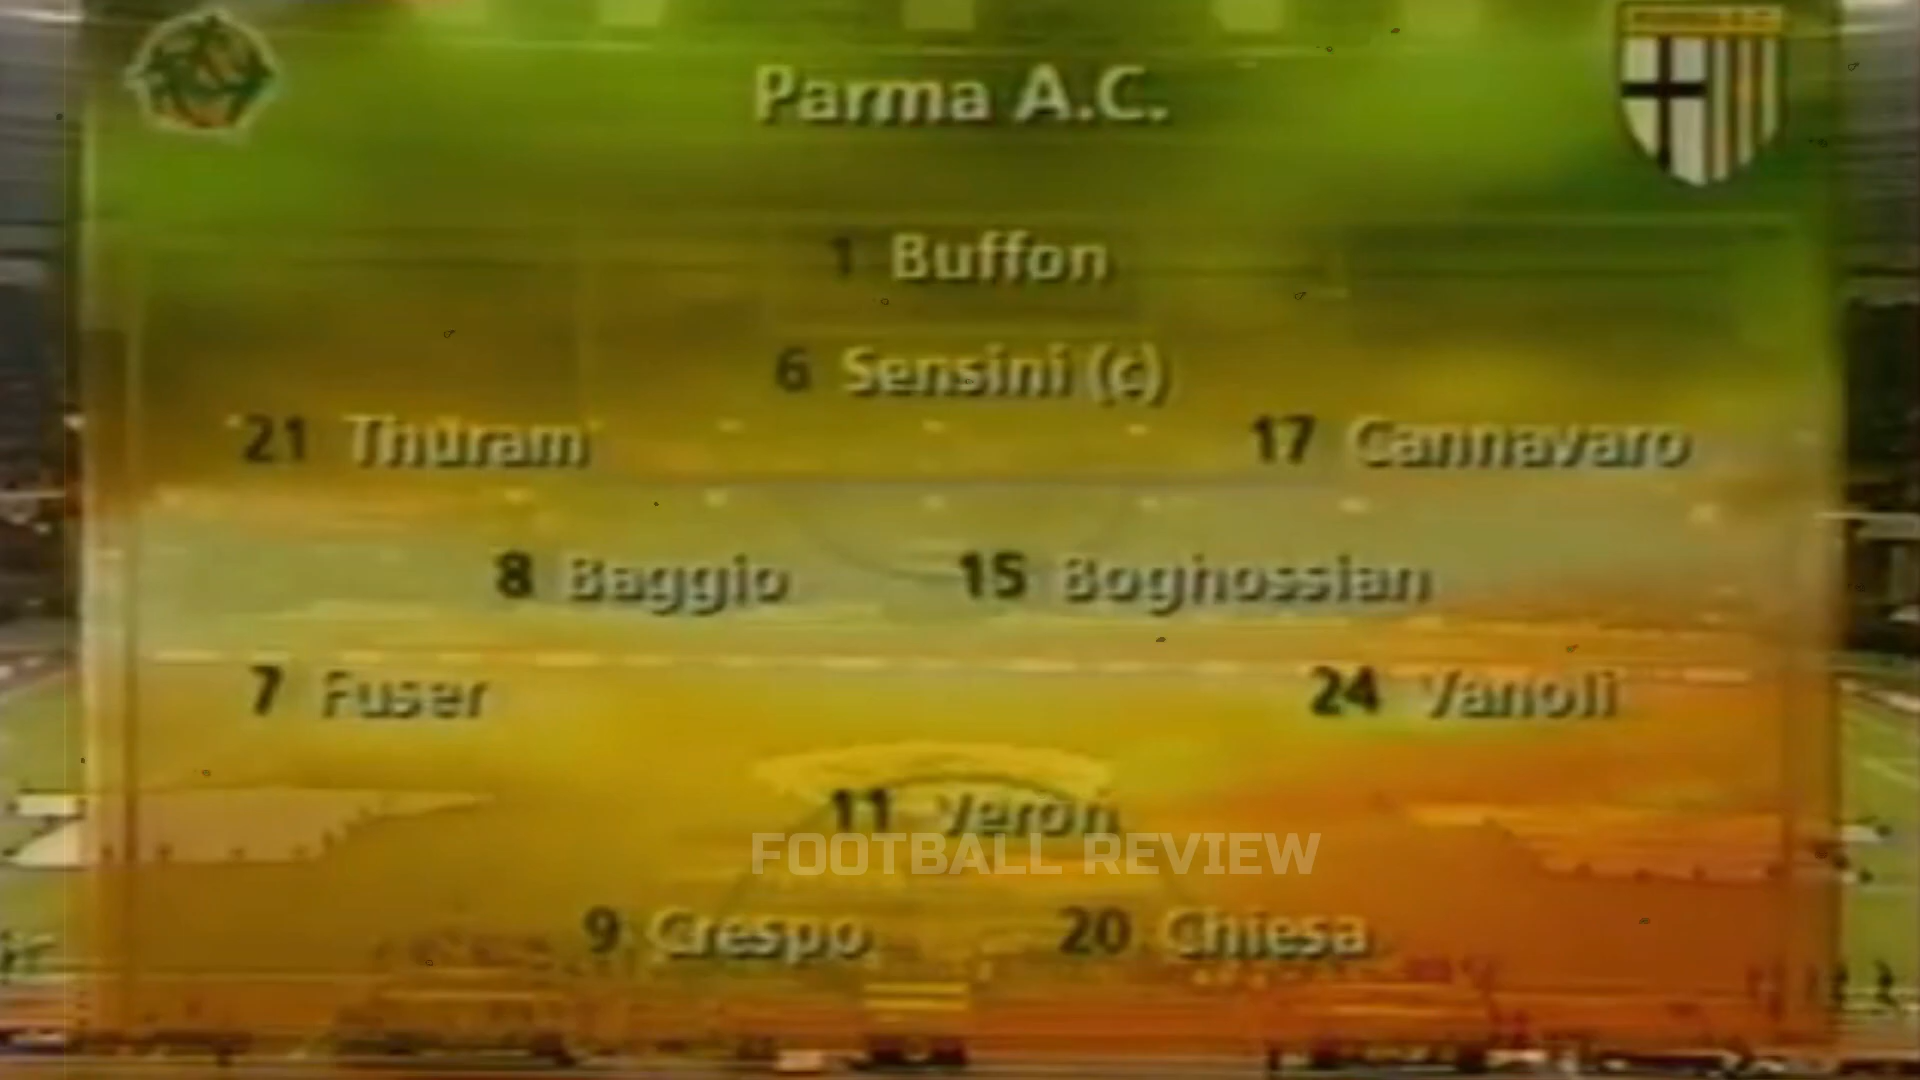 Parma A.C.
1 Buffon
6 Sensini (c)
21 Thuram
17 Cannavaro
8 Baggio 15 Boghossian
7 Fuser
24 Vanoli
11 Veron
FOOTBALL REVIEW
9 Crespo 20 Chiesa